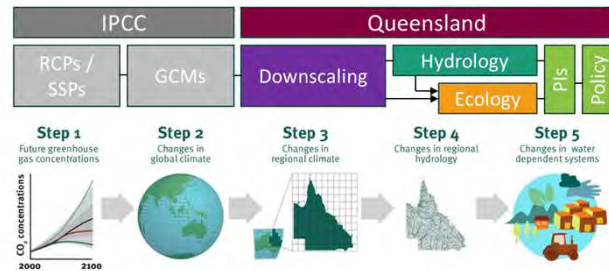 IPCC
Queensland
RCPs /
SSPs
GCMs
Downscaling
Hydrology
Ecology
PIs
Policy
Step 1
Future greenhouse
gas concentrations
Step 2
Changes in
global climate
Step 3
Changes in
regional climate
Step 4
Changes in regional
hydrology
Step 5
Changes in water
dependent systems
CO₂ concentrations
2000
2100